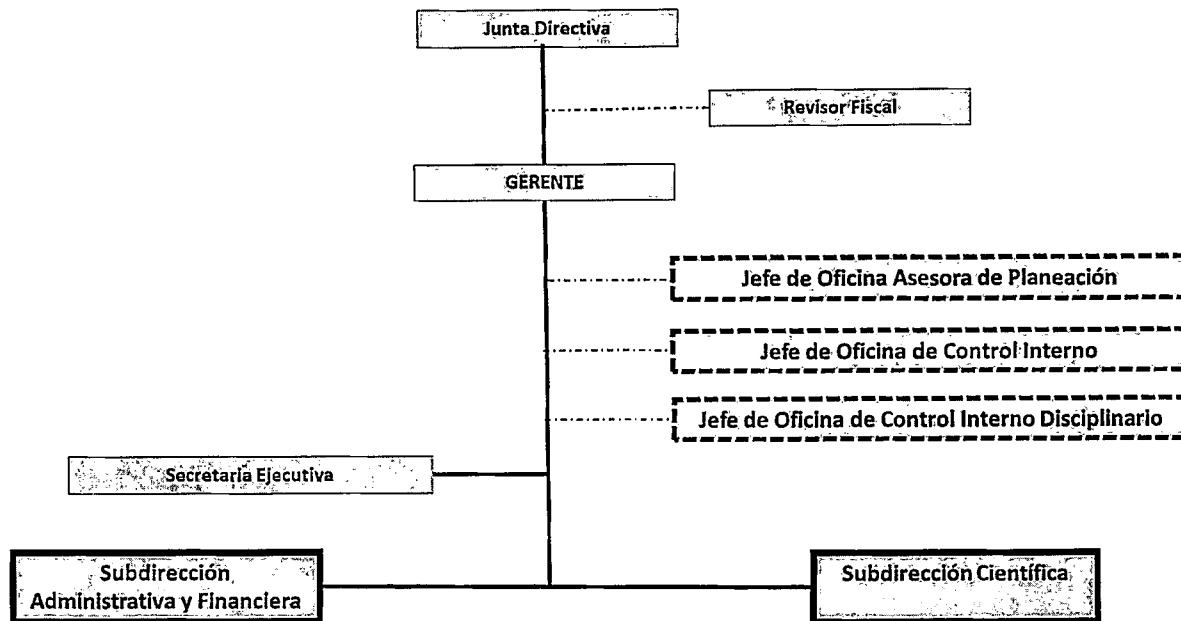 Junta Directiva
Revisor Fiscal
GERENTE
Jefe de Oficina Asesora de Planeación
Jefe de Oficina de Control Interno
Jefe de Oficina de Control Interno Disciplinario
Secretaria Ejecutiva
Subdirección
Administrativa y Financiera
Subdirección Científica